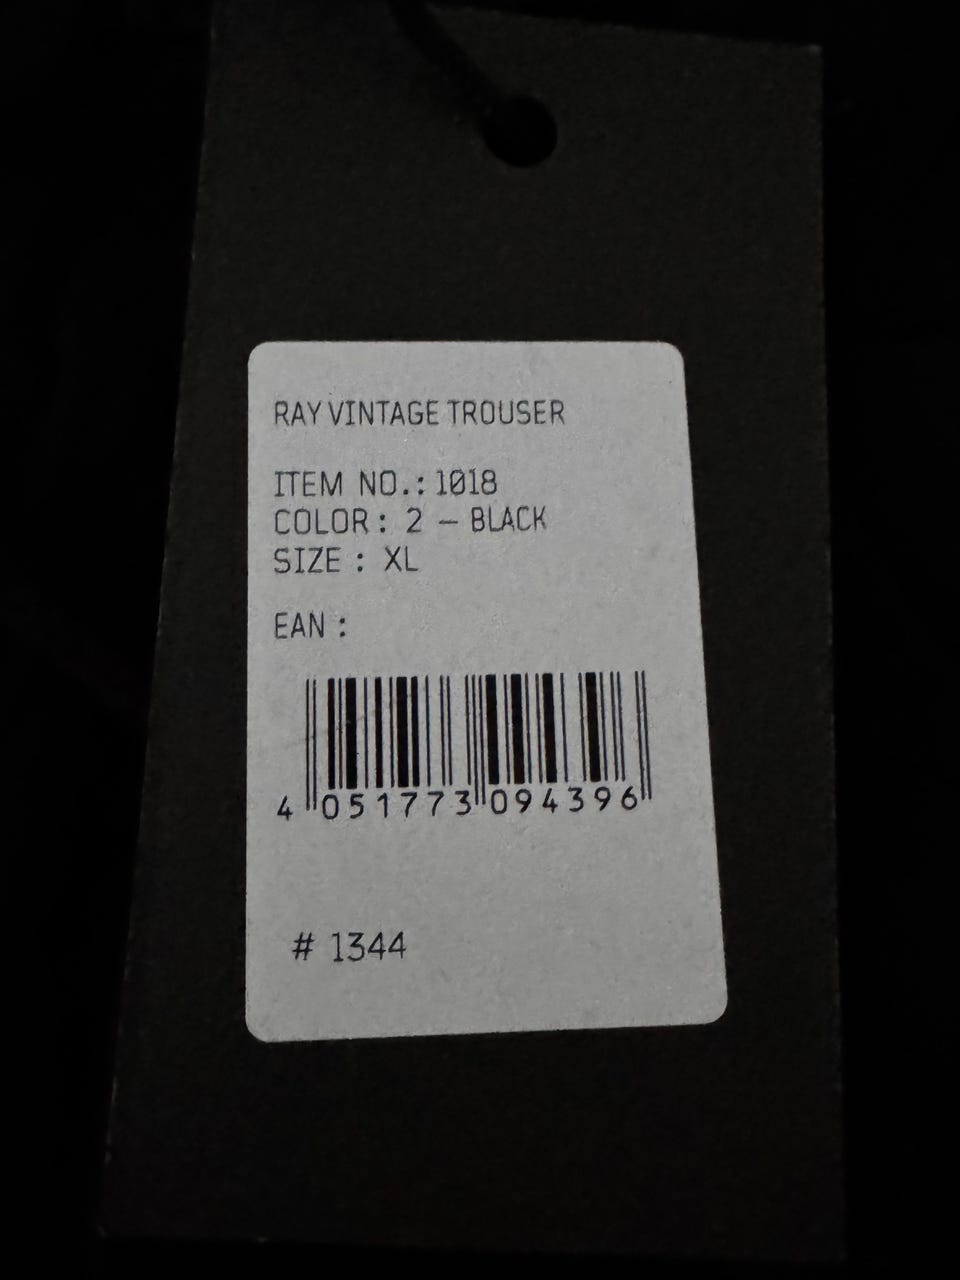 RAY VINTAGE TROUSER
ITEM NO.: 1018
COLOR: 2 – BLACK
SIZE : XL
EAN :
4 051773 094396
# 1344